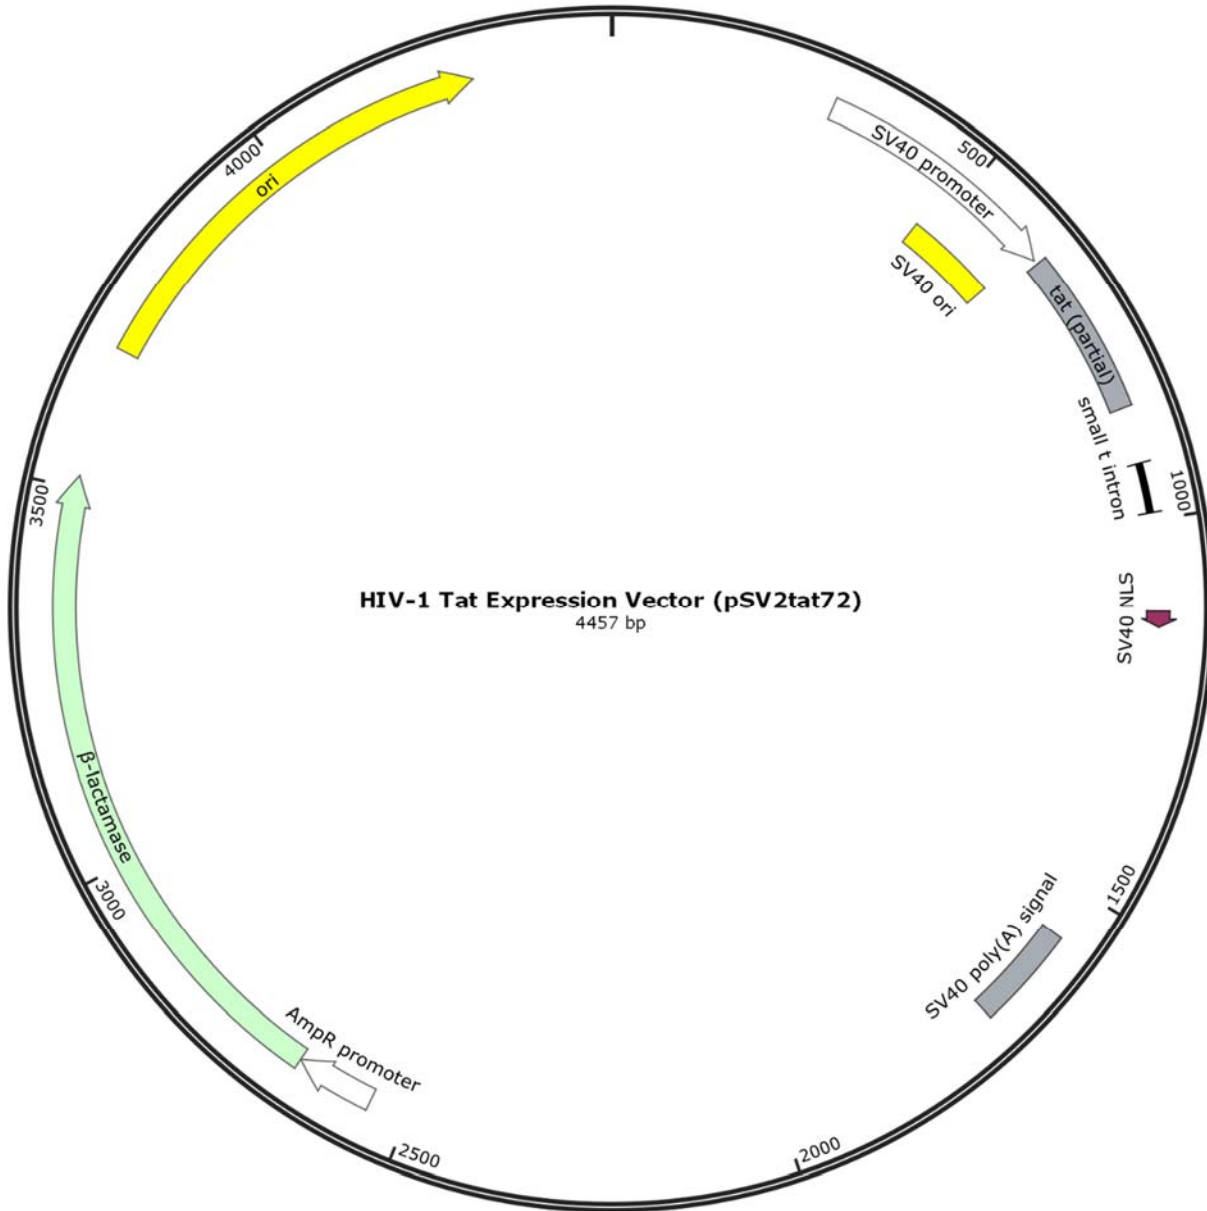 4000
ori
SV40 promoter
500
SV40 ori
tat (partial)
small t intron
1000
3500
HIV-1 Tat Expression Vector (pSV2tat72)
4457 bp
SV40 NLS
β-lactamase
3000
1500
SV40 poly(A) signal
AmpR promoter
2500
2000